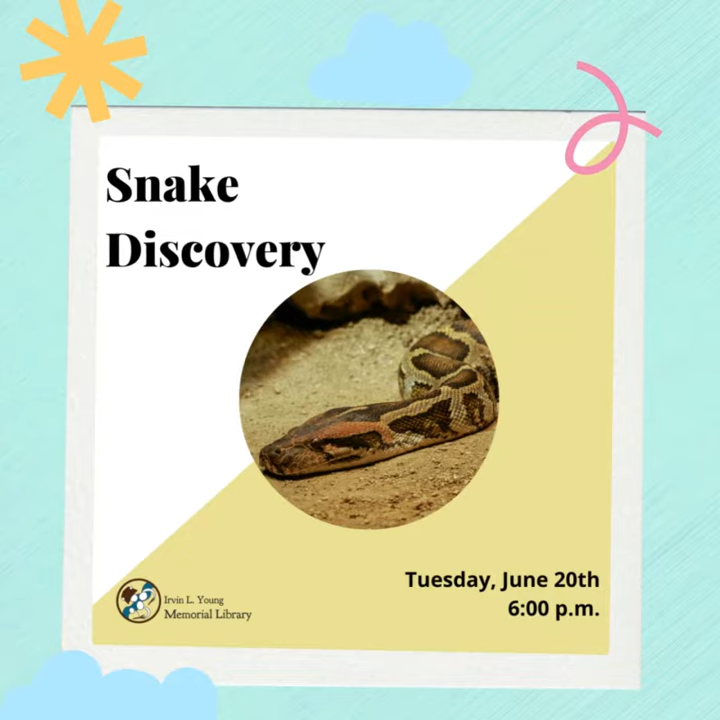 Snake
Discovery
Tuesday, June 20th
6:00 p.m.
Irvin L. Young
Memorial Library